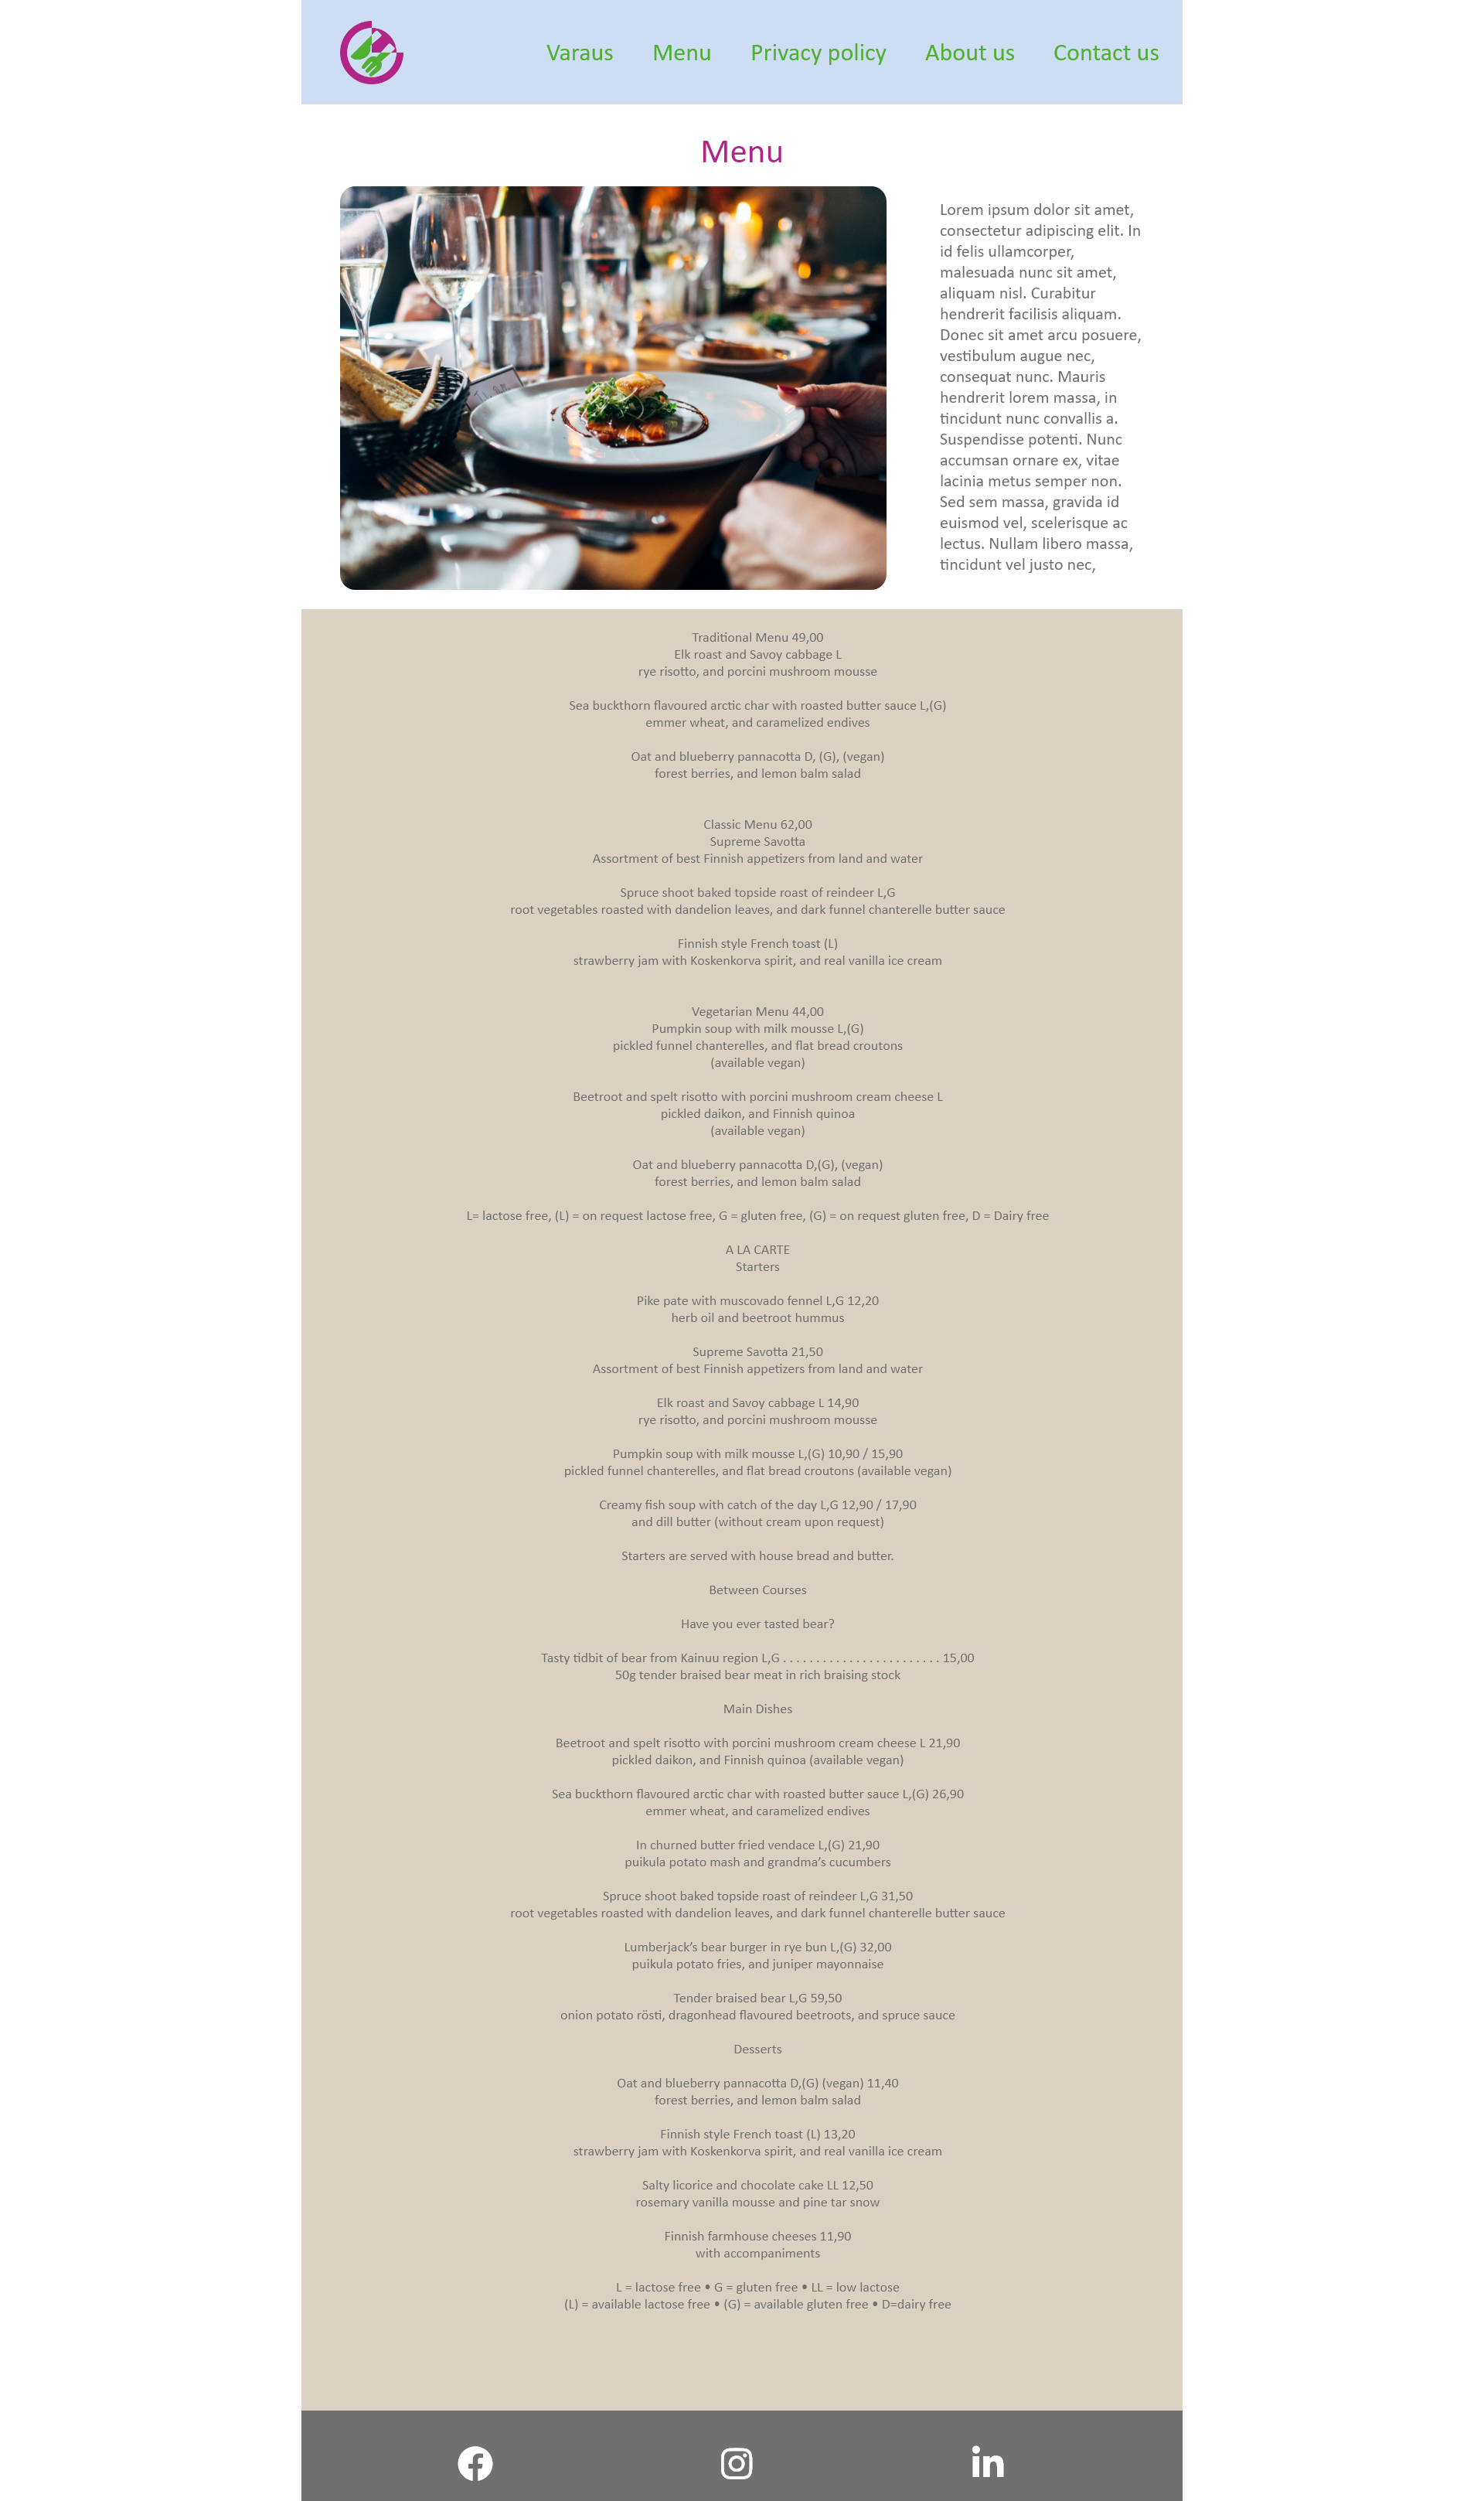 Varaus Menu Privacy policy About us Contact us
Menu
Lorem ipsum dolor sit amet,
consectetur adipiscing elit. In
id felis ullamcorper,
malesuada nunc sit amet,
aliquam nisl. Curabitur
hendrerit facilisis aliquam.
Donec sit amet arcu posuere,
vestibulum augue nec,
consequat nunc. Mauris
hendrerit lorem massa, in
tincidunt nunc convallis a.
Suspendisse potenti. Nunc
accumsan ornare ex, vitae
lacinia metus semper non.
Sed sem massa, gravida id
euismod vel, scelerisque ac
lectus. Nullam libero massa,
tincidunt vel justo nec,
Traditional Menu 49,00
Elk roast and Savoy cabbage L
rye risotto, and porcini mushroom mousse
Sea buckthorn flavoured arctic char with roasted butter sauce L,(G)
emmer wheat, and caramelized endives
Oat and blueberry pannacotta D, (G), (vegan)
forest berries, and lemon balm salad
Classic Menu 62,00
Supreme Savotta
Assortment of best Finnish appetizers from land and water
Spruce shoot baked topside roast of reindeer L,G
root vegetables roasted with dandelion leaves, and dark funnel chanterelle butter sauce
Finnish style French toast (L)
strawberry jam with Koskenkorva spirit, and real vanilla ice cream
Vegetarian Menu 44,00
Pumpkin soup with milk mousse L,(G)
pickled funnel chanterelles, and flat bread croutons
(available vegan)
Beetroot and spelt risotto with porcini mushroom cream cheese L
pickled daikon, and Finnish quinoa
(available vegan)
Oat and blueberry pannacotta D,(G), (vegan)
forest berries, and lemon balm salad
L= lactose free, (L) = on request lactose free, G = gluten free, (G) = on request gluten free, D = Dairy free
A LA CARTE
Starters
Pike pate with muscovado fennel L,G 12,20
herb oil and beetroot hummus
Supreme Savotta 21,50
Assortment of best Finnish appetizers from land and water
Elk roast and Savoy cabbage L 14,90
rye risotto, and porcini mushroom mousse
Pumpkin soup with milk mousse L,(G) 10,90 / 15,90
pickled funnel chanterelles, and flat bread croutons (available vegan)
Creamy fish soup with catch of the day L,G 12,90 / 17,90
and dill butter (without cream upon request)
Starters are served with house bread and butter.
Between Courses
Have you ever tasted bear?
Tasty tidbit of bear from Kainuu region L,G . . . . . . . . . . . . . . . . . . . . . . . . 15,00
50g tender braised bear meat in rich braising stock
Main Dishes
Beetroot and spelt risotto with porcini mushroom cream cheese L 21,90
pickled daikon, and Finnish quinoa (available vegan)
Sea buckthorn flavoured arctic char with roasted butter sauce L,(G) 26,90
emmer wheat, and caramelized endives
In churned butter fried vendace L,(G) 21,90
puikula potato mash and grandma’s cucumbers
Spruce shoot baked topside roast of reindeer L,G 31,50
root vegetables roasted with dandelion leaves, and dark funnel chanterelle butter sauce
Lumberjack’s bear burger in rye bun L,(G) 32,00
puikula potato fries, and juniper mayonnaise
Tender braised bear L,G 59,50
onion potato rösti, dragonhead flavoured beetroots, and spruce sauce
Desserts
Oat and blueberry pannacotta D,(G) (vegan) 11,40
forest berries, and lemon balm salad
Finnish style French toast (L) 13,20
strawberry jam with Koskenkorva spirit, and real vanilla ice cream
Salty licorice and chocolate cake LL 12,50
rosemary vanilla mousse and pine tar snow
Finnish farmhouse cheeses 11,90
with accompaniments
L = lactose free • G = gluten free • LL = low lactose
(L) = available lactose free • (G) = available gluten free • D=dairy free